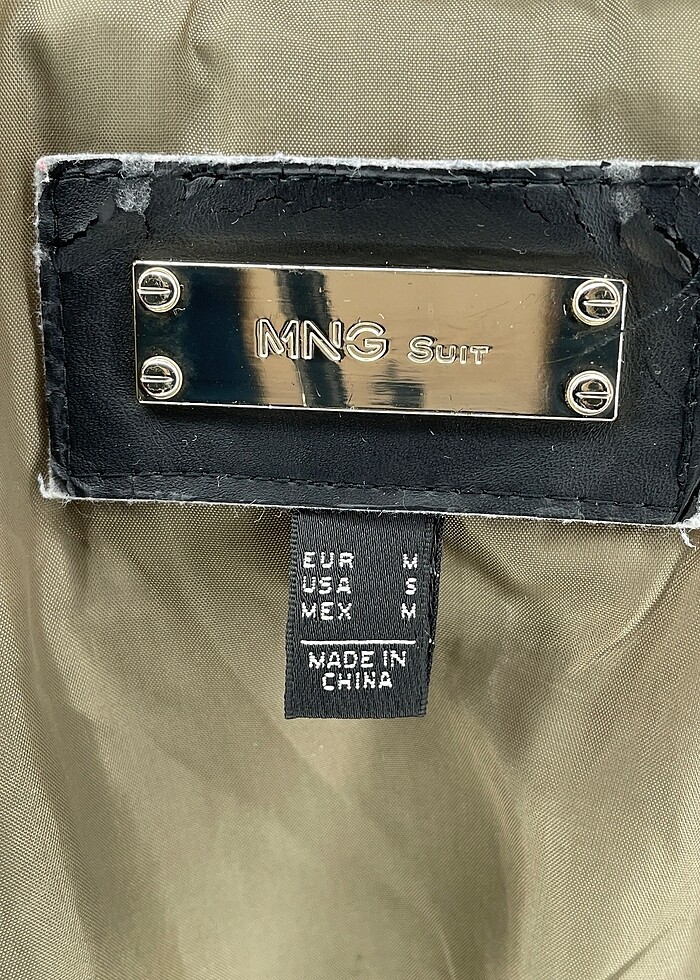 MNG SUIT
EUR M
USA S
MEX M
MADE IN
CHINA